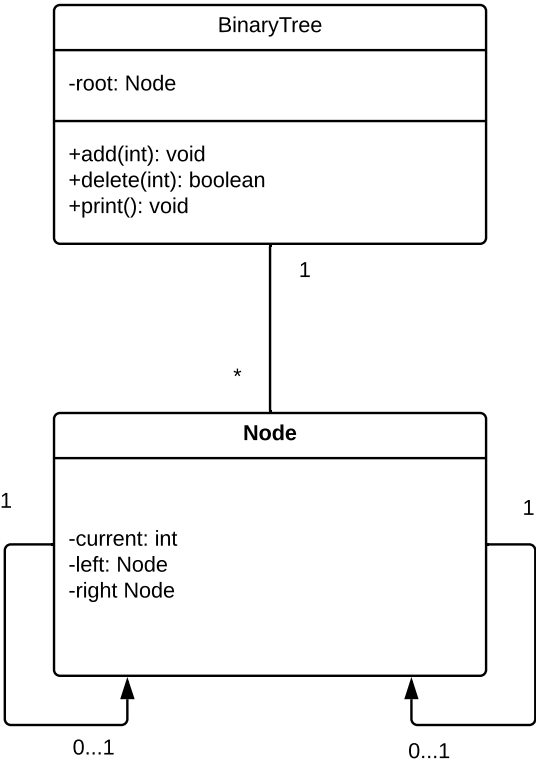 BinaryTree
-root: Node
+add(int): void
+delete(int): boolean
+print(): void
1
*
Node
1
1
-current: int
-left: Node
-right Node
0...1
0...1